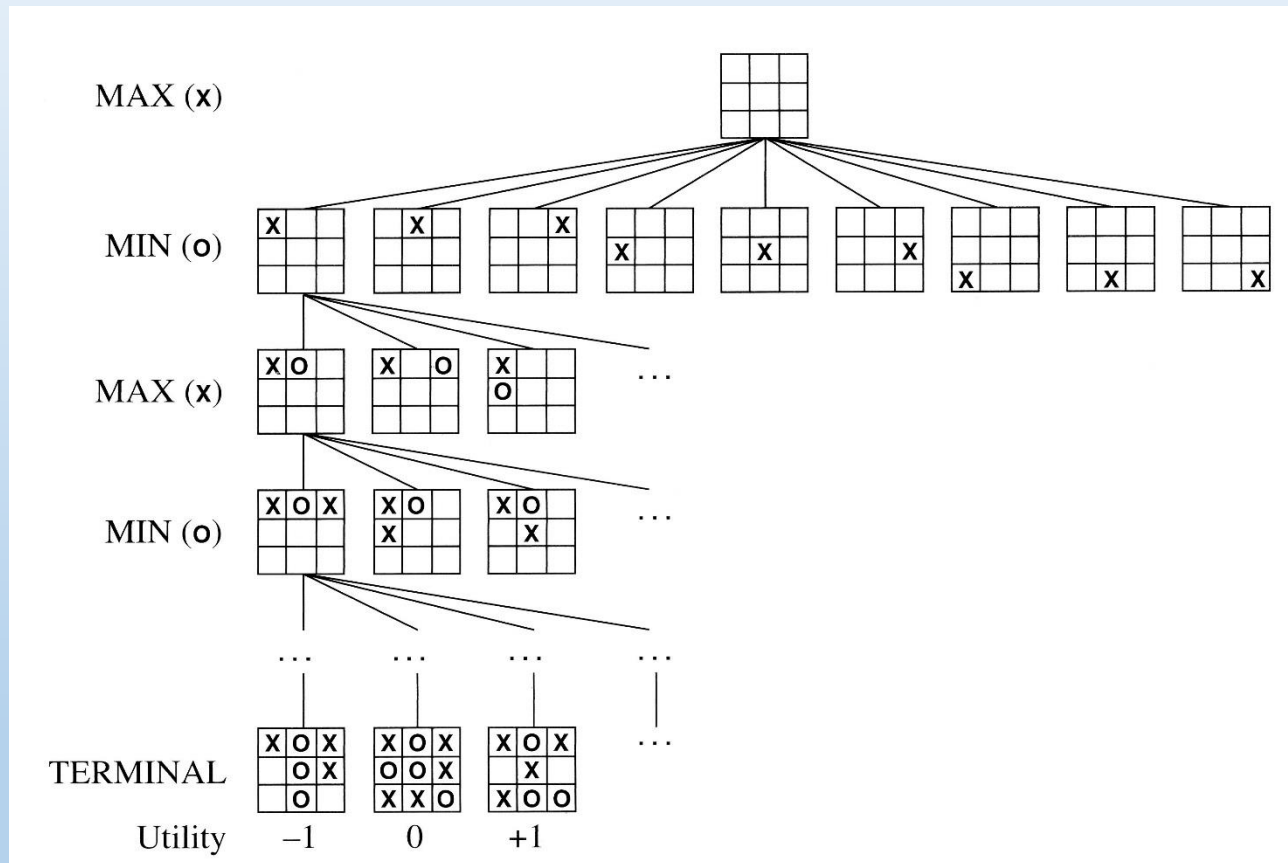 MAX (X)
MIN (O)
X X X X X X X X X
MAX (X)
X O X O X
O
...
MIN (O)
X O X X O X O
X X
...
... ... ... ...
TERMINAL
X O X X O X X O X
O X O O X X
O X X O X O O
...
Utility –1 0 +1